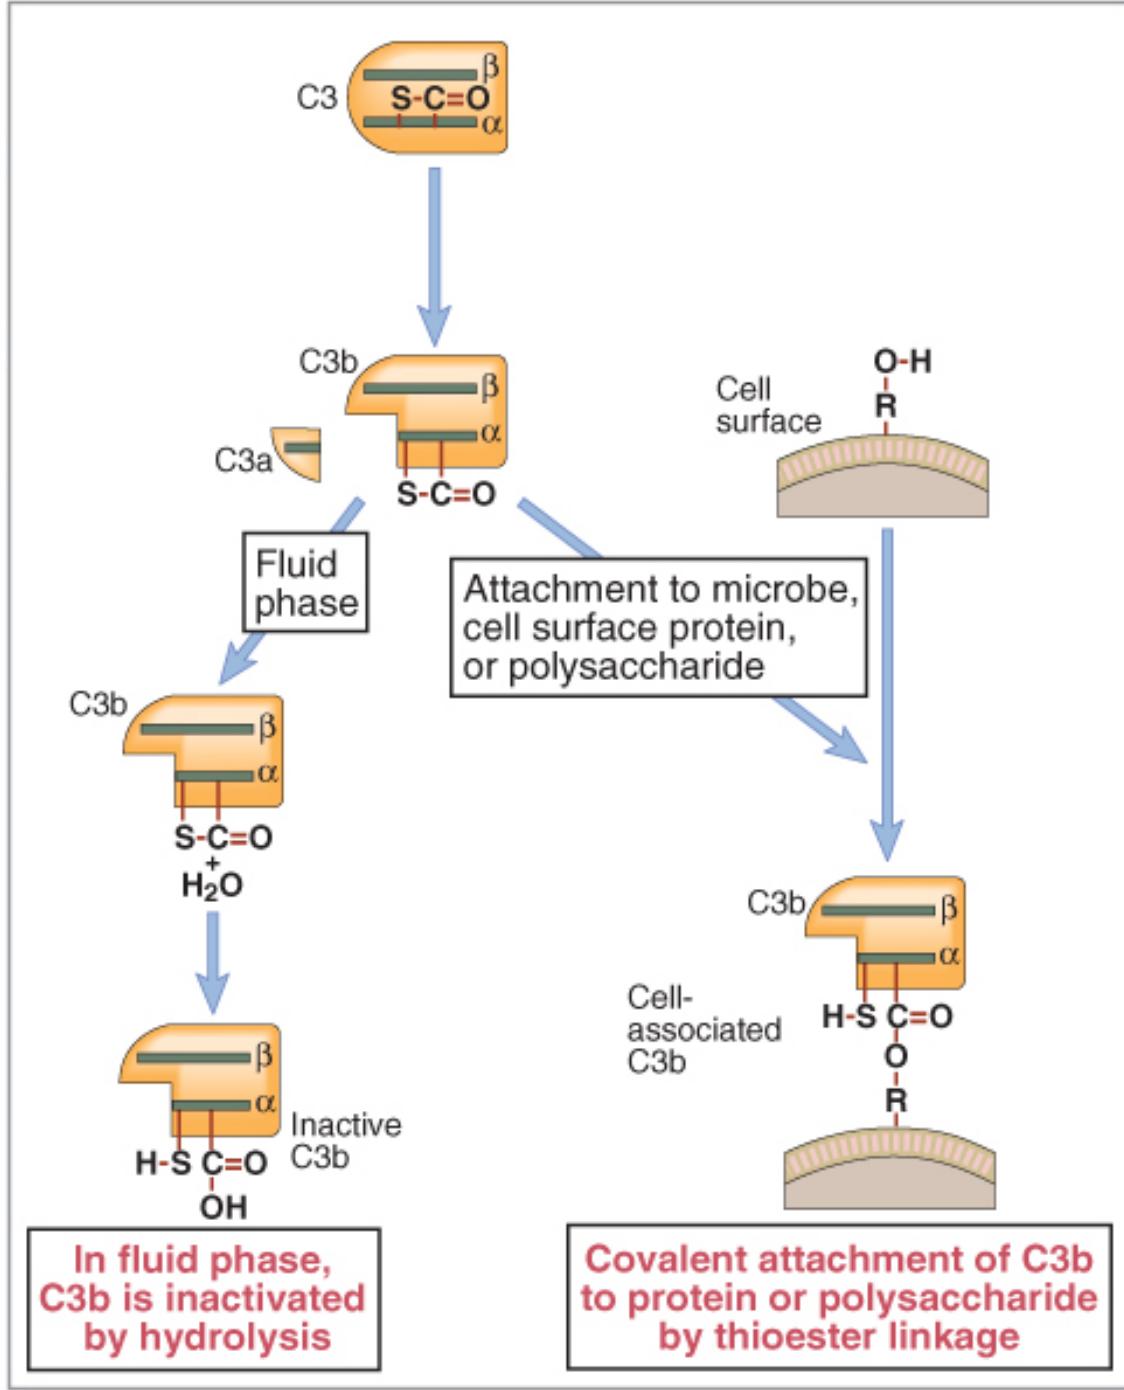 C3
β
S-C=O
α
C3b
β
α
C3a
S-C=O
O-H
R
Cell
surface
Fluid
phase
Attachment to microbe,
cell surface protein,
or polysaccharide
C3b
β
α
S-C=O
+
H₂O
β
α
Inactive
C3b
H-S C=O
OH
C3b
β
α
Cell-
associated
C3b
H-S C=O
O
R
In fluid phase,
C3b is inactivated
by hydrolysis
Covalent attachment of C3b
to protein or polysaccharide
by thioester linkage